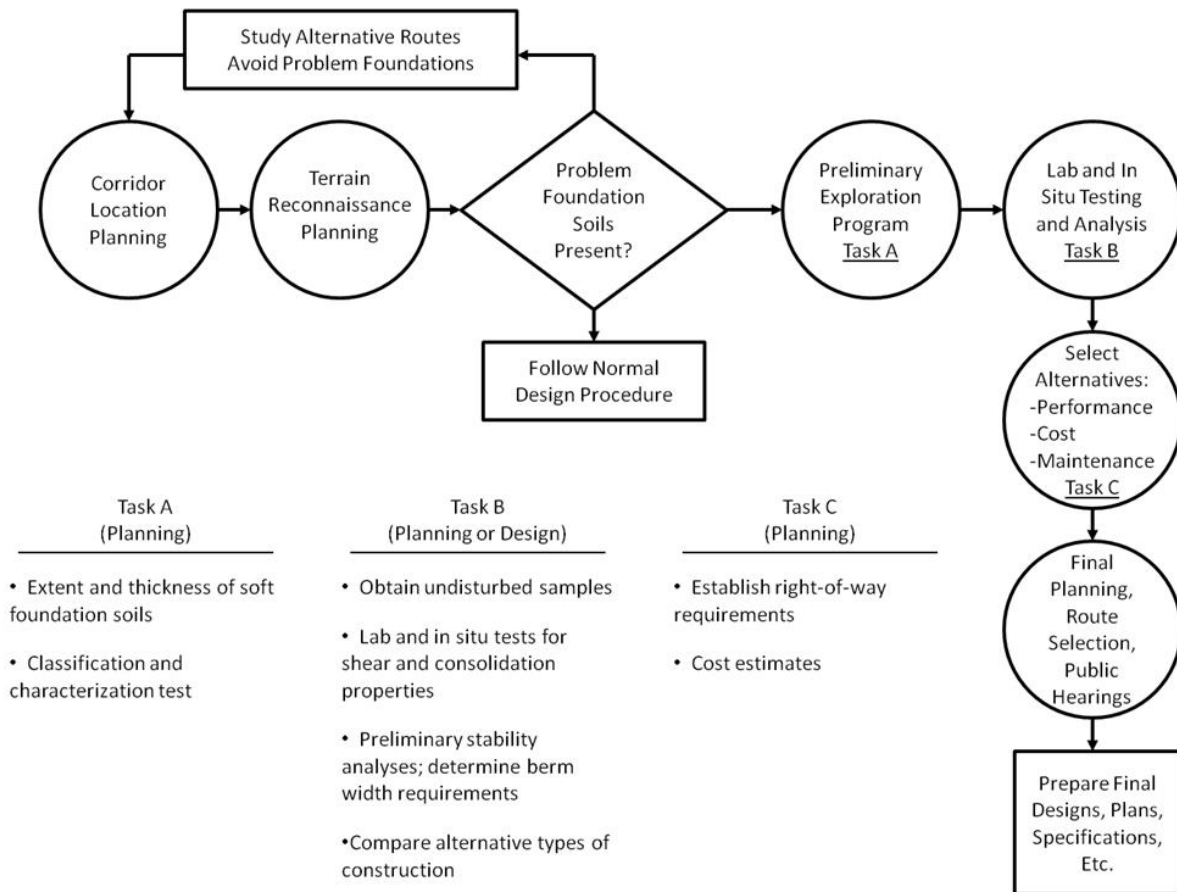 Study Alternative Routes
Avoid Problem Foundations
Corridor
Location
Planning
Terrain
Reconnaissance
Planning
Problem
Foundation
Soils
Present?
Preliminary
Exploration
Program
Task A
Lab and In
Situ Testing
and Analysis
Task B
Follow Normal
Design Procedure
Select
Alternatives:
-Performance
-Cost
-Maintenance
Task C
Final
Planning,
Route
Selection,
Public
Hearings
Prepare Final
Designs, Plans,
Specifications,
Etc.
Task A
(Planning)
• Extent and thickness of soft
foundation soils
• Classification and
characterization test
Task B
(Planning or Design)
• Obtain undisturbed samples
• Lab and in situ tests for
shear and consolidation
properties
• Preliminary stability
analyses; determine berm
width requirements
•Compare alternative types of
construction
Task C
(Planning)
• Establish right-of-way
requirements
• Cost estimates